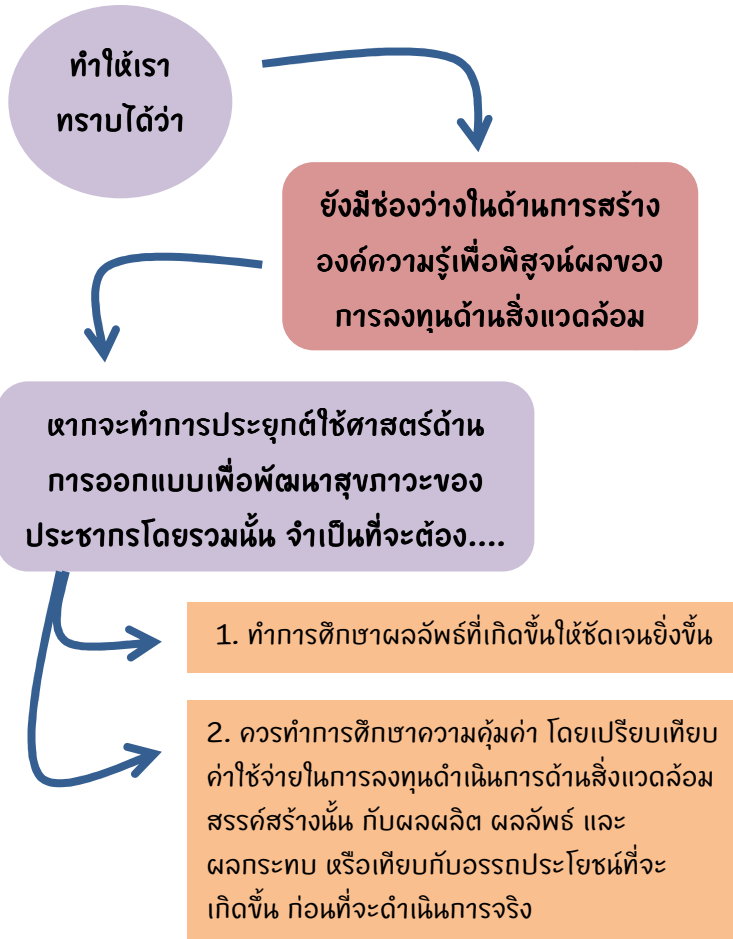 ทำให้เรา
ทราบได้ว่า
ยังมีช่องว่างในด้านการสร้าง
องค์ความรู้เพื่อพิสูจน์ผลของ
การลงทุนด้านสิ่งแวดล้อม
หากจะทำการประยุกต์ใช้ศาสตร์ด้าน
การออกแบบเพื่อพัฒนาสุขภาวะของ
ประชากรโดยรวมนั้น จำเป็นที่จะต้อง....
1. ทำการศึกษาผลลัพธ์ที่เกิดขึ้นให้ชัดเจนยิ่งขึ้น
2. ควรทำการศึกษาความคุ้มค่า โดยเปรียบเทียบ
ค่าใช้จ่ายในการลงทุนดำเนินการด้านสิ่งแวดล้อม
สรรค์สร้างนั้น กับผลผลิต ผลลัพธ์ และ
ผลกระทบ หรือเทียบกับอรรถประโยชน์ที่จะ
เกิดขึ้น ก่อนที่จะดำเนินการจริง